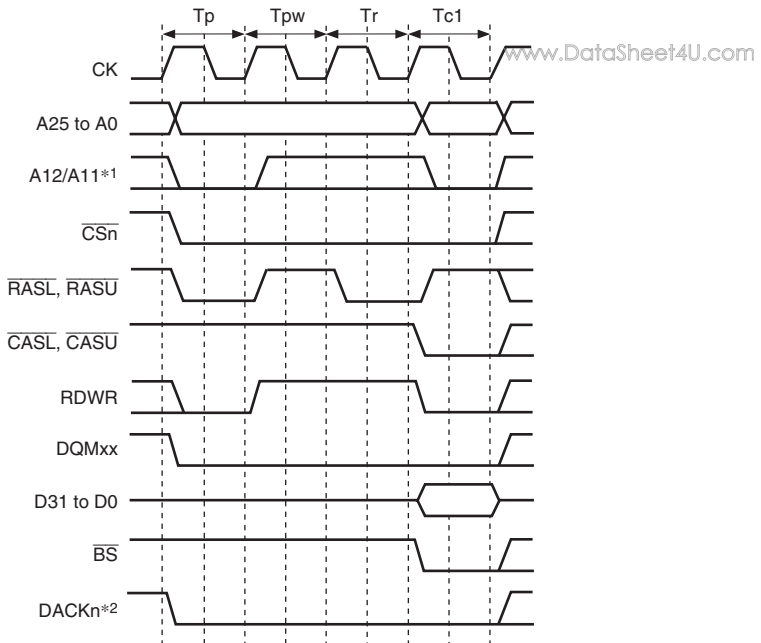 Tp Tpw Tr Tc1
www.DataSheet4U.com
CK
A25 to A0
A12/A11*1
CSn
RASL, RASU
CASL, CASU
RDWR
DQMxx
D31 to D0
BS
DACKn*2